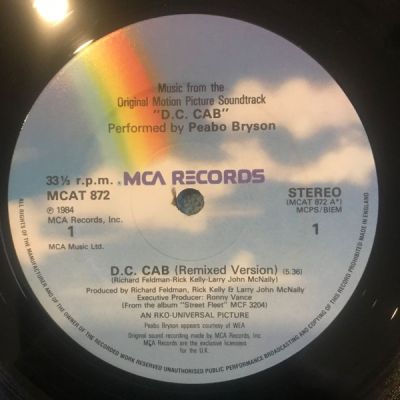 Music from the
Original Motion Picture Soundtrack
"D.C. CAB"
Performed by Peabo Bryson
33⅓ r.p.m.
MCA RECORDS
STEREO
MCAT 872
(MCAT 872 A*)
MCPS/BIEM
℗ 1984
MCA Records, Inc.
1
1
MCA Music Ltd.
D.C. CAB (Remixed Version) (5:36)
(Richard Feldman-Rick Kelly-Larry John McNally)
Produced by Richard Feldman, Rick Kelly & Larry John McNally
Executive Producer: Ronny Vance
(From the album "Street Fleet" MCF 3204)
AN RKO-UNIVERSAL PICTURE
Peabo Bryson appears courtesy of WEA
Original sound recording made by MCA Records, Inc.
MCA Records are the exclusive licensees
for the U.K.
ALL RIGHTS OF THE MANUFACTURER AND OF THE OWNER OF THE RECORDED WORK RESERVED UNAUTHORISED PUBLIC PERFORMANCE BROADCASTING AND COPYING OF THIS RECORD PROHIBITED MADE IN ENGLAND